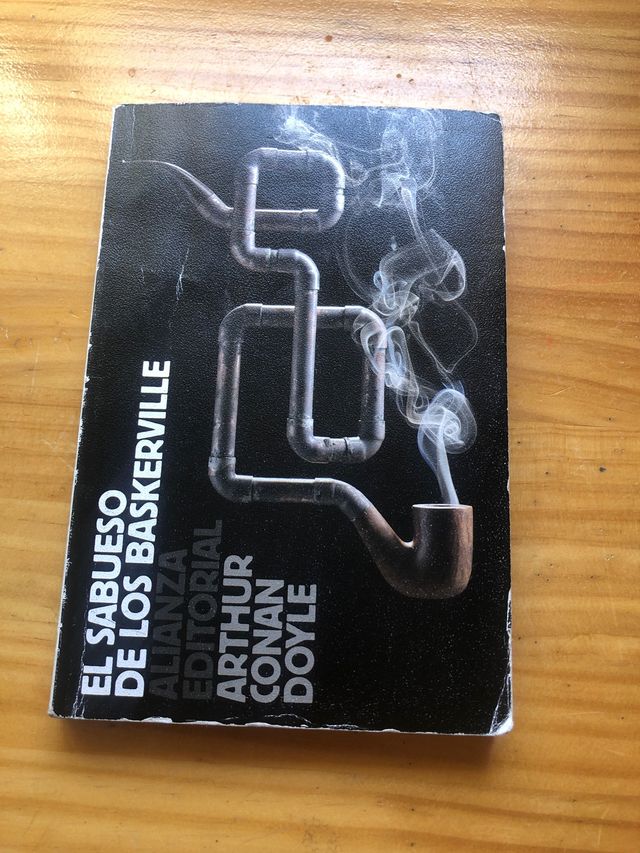 EL SABUESO
DE LOS BASKERVILLE
ALIANZA
EDITORIAL
ARTHUR
CONAN
DOYLE